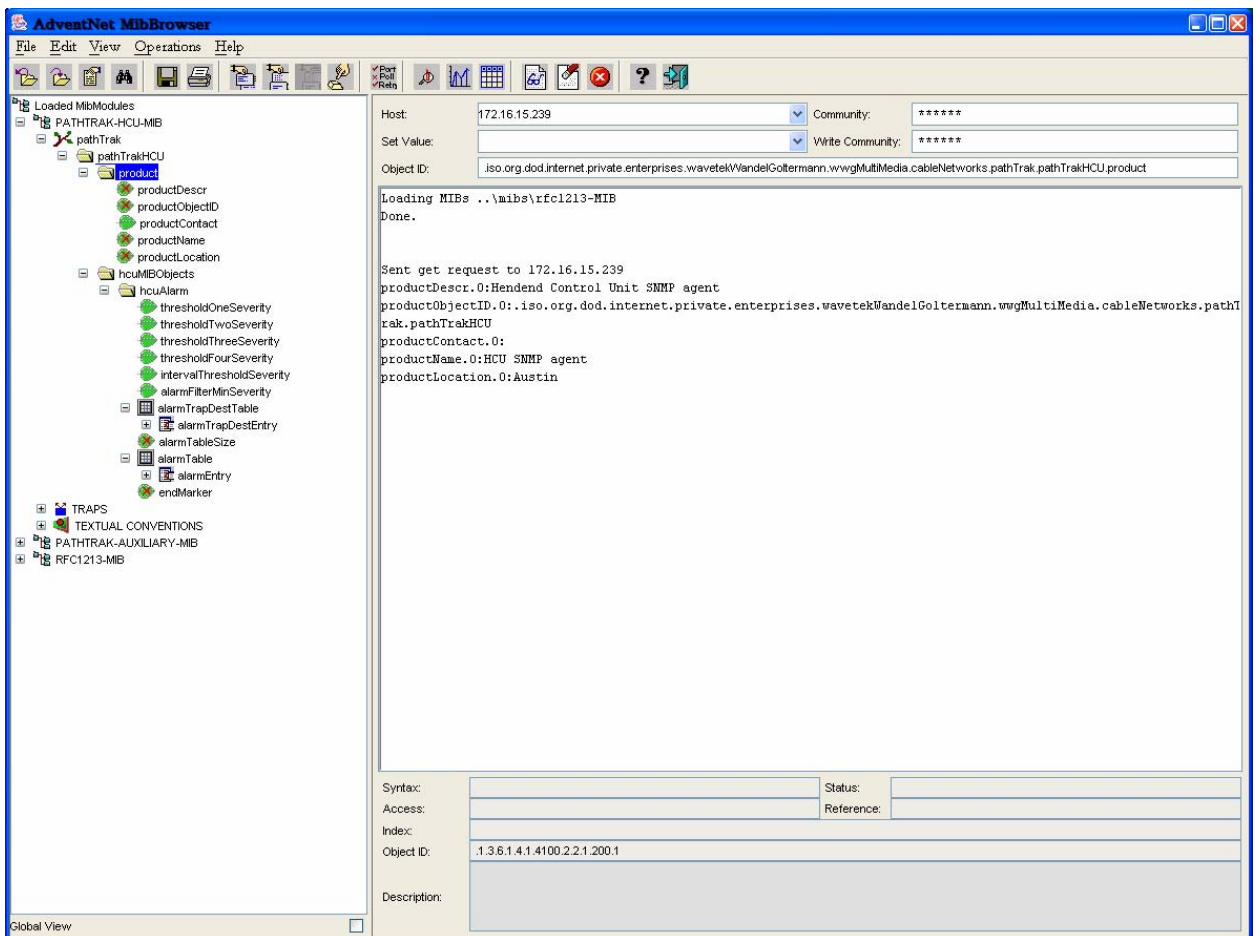 AdventNet MibBrowser
File Edit View Operations Help
Port
Poll
Retn
Loaded MibModules
PATHTRAK-HCU-MIB
pathTrak
pathTrakHCU
product
productDescr
productObjectID
productContact
productName
productLocation
hcuMIBObjects
hcuAlarm
thresholdOneSeverity
thresholdTwoSeverity
thresholdThreeSeverity
thresholdFourSeverity
intervalThresholdSeverity
alarmFilterMinSeverity
alarmTrapDestTable
alarmTrapDestEntry
alarmTableSize
alarmTable
alarmEntry
endMarker
TRAPS
TEXTUAL CONVENTIONS
PATHTRAK-AUXILIARY-MIB
RFC1213-MIB
Global View
Host: 172.16.15.239 Community: ******
Set Value: Write Community: ******
Object ID: .iso.org.dod.internet.private.enterprises.wavetekWandelGoltermann.wwgMultiMedia.cableNetworks.pathTrak.pathTrakHCU.product
Loading MIBs ..\mibs\rfc1213-MIB
Done.
Sent get request to 172.16.15.239
productDescr.0:Hendend Control Unit SNMP agent
productObjectID.0:.iso.org.dod.internet.private.enterprises.wavetekWandelGoltermann.wwgMultiMedia.cableNetworks.pathT
rak.pathTrakHCU
productContact.0:
productName.0:HCU SNMP agent
productLocation.0:Austin
Syntax: Status:
Access: Reference:
Index:
Object ID: .1.3.6.1.4.1.4100.2.2.1.200.1
Description: